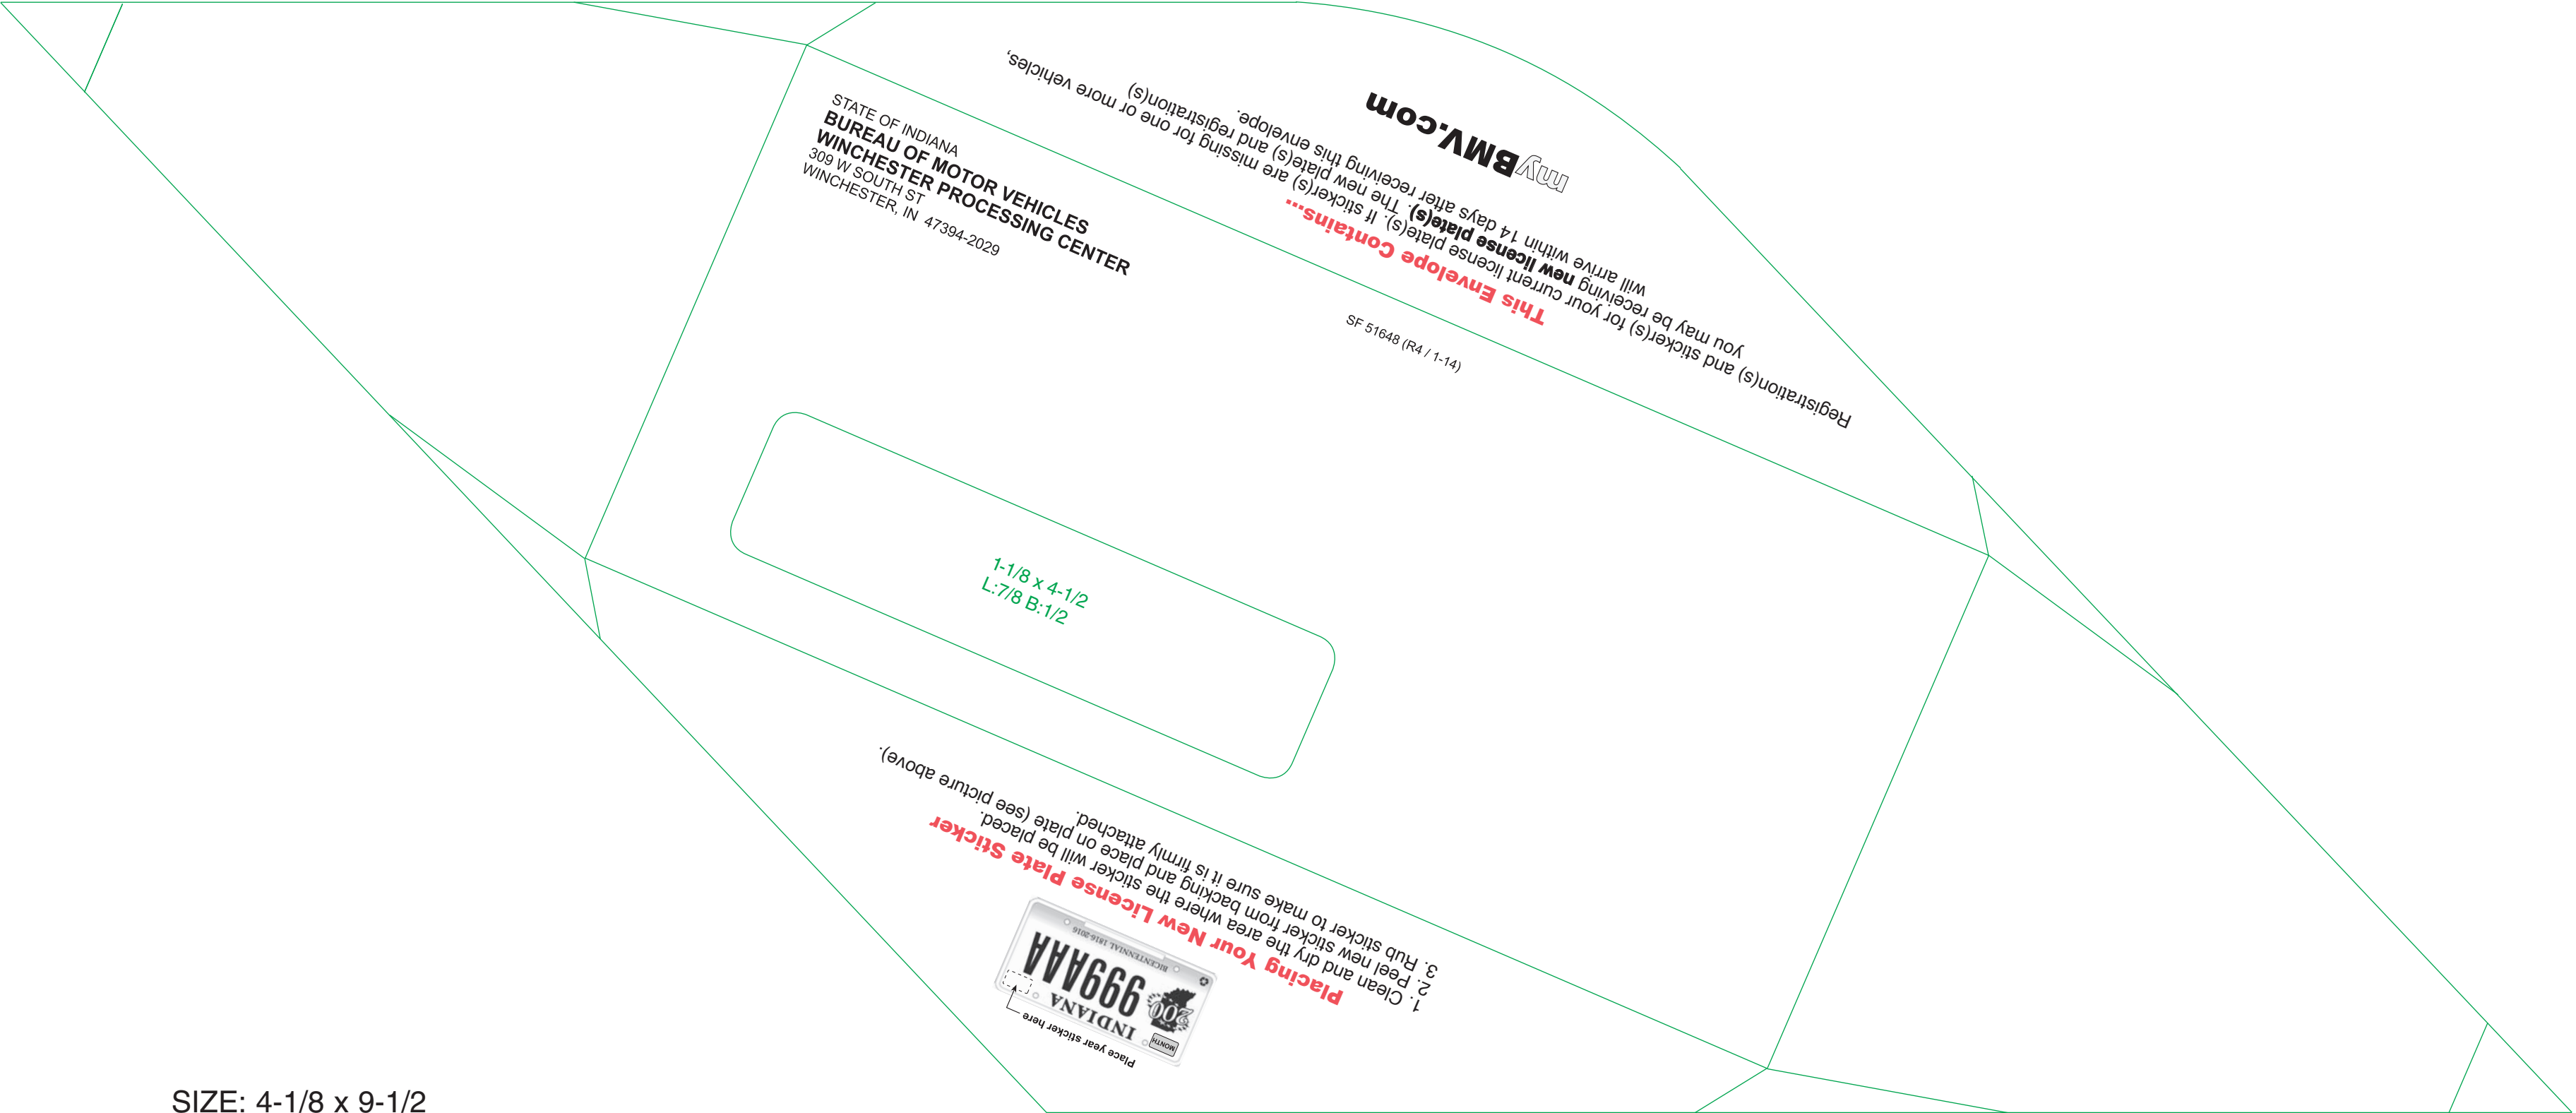 STATE OF INDIANA
BUREAU OF MOTOR VEHICLES
WINCHESTER PROCESSING CENTER
309 W SOUTH ST
WINCHESTER, IN 47394-2029
This Envelope Contains...
Registration(s) and sticker(s) for your current license plate(s). If sticker(s) are missing for one or more vehicles,
you may be receiving new license plate(s). The new plate(s) and registration(s)
will arrive within 14 days after receiving this envelope.
myBMV.com
SF 51648 (R4 / 1-14)
1-1/8 x 4-1/2
L:7/8 B:1/2
Place year sticker here
MONTH
INDIANA
200
999AAA
BICENTENNIAL 1816-2016
Placing Your New License Plate Sticker
1. Clean and dry the area where the sticker will be placed.
2. Peel new sticker from backing and place on plate (see picture above).
3. Rub sticker to make sure it is firmly attached.
SIZE: 4-1/8 x 9-1/2